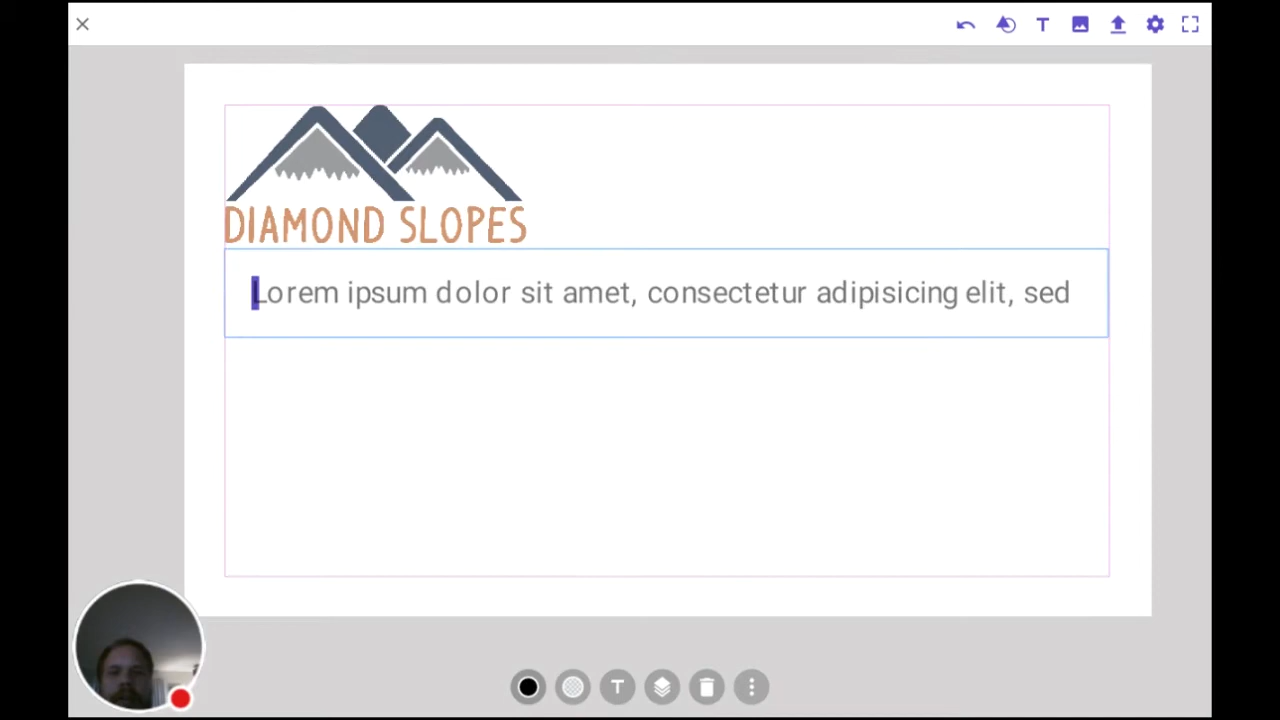 DIAMOND SLOPES
Lorem ipsum dolor sit amet, consectetur adipisicing elit, sed